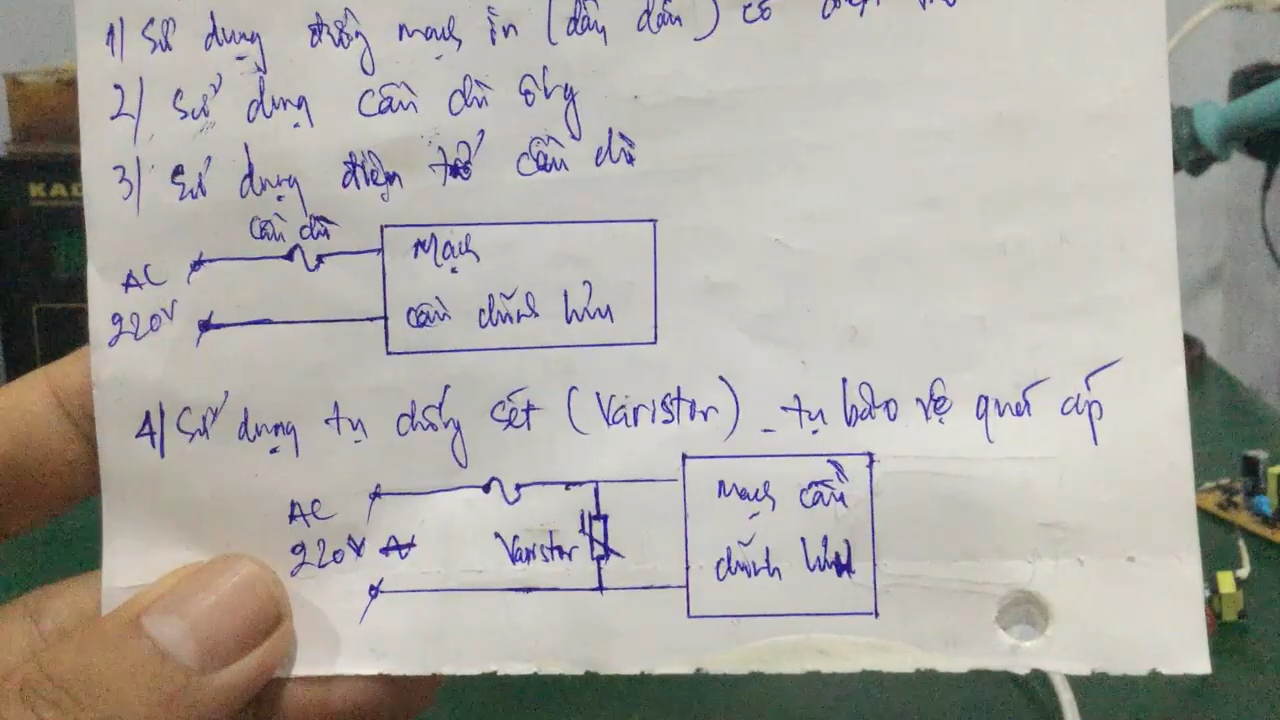 1) Sử dụng đường mạch in (dây dẫn) có
2) Sử dụng cầu chì ống
3) Sử dụng điện trở cầu chì
cầu chì
AC
220V
Mạch
cầu chỉnh lưu
4) Sử dụng tụ chống sét (Varistor) - tụ bảo vệ quá áp
AC
220V
Varistor
Mạch cầu
chỉnh lưu